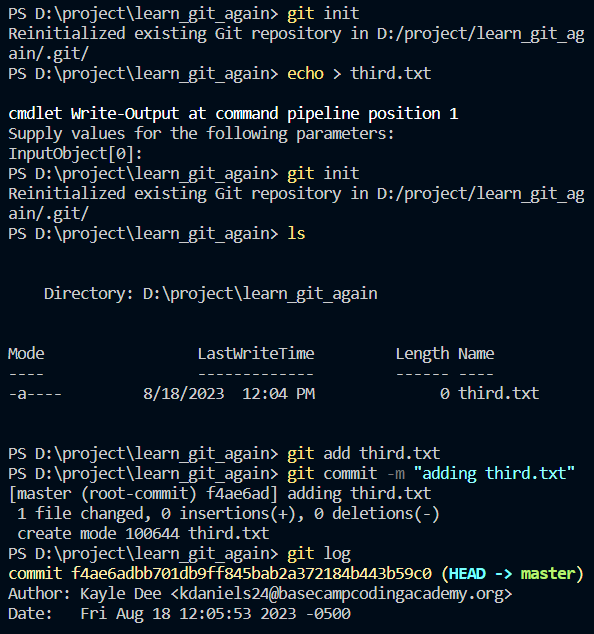 PS D:\project\learn_git_again> git init
Reinitialized existing Git repository in D:/project/learn_git_ag
ain/.git/
PS D:\project\learn_git_again> echo > third.txt
cmdlet Write-Output at command pipeline position 1
Supply values for the following parameters:
InputObject[0]:
PS D:\project\learn_git_again> git init
Reinitialized existing Git repository in D:/project/learn_git_ag
ain/.git/
PS D:\project\learn_git_again> ls
    Directory: D:\project\learn_git_again
Mode                 LastWriteTime         Length Name
----                 -------------         ------ ----
-a----         8/18/2023  12:04 PM              0 third.txt
PS D:\project\learn_git_again> git add third.txt
PS D:\project\learn_git_again> git commit -m "adding third.txt"
[master (root-commit) f4ae6ad] adding third.txt
 1 file changed, 0 insertions(+), 0 deletions(-)
 create mode 100644 third.txt
PS D:\project\learn_git_again> git log
commit f4ae6adbb701db9ff845bab2a372184b443b59c0 (HEAD -> master)
Author: Kayle Dee <kdaniels24@basecampcodingacademy.org>
Date:   Fri Aug 18 12:05:53 2023 -0500